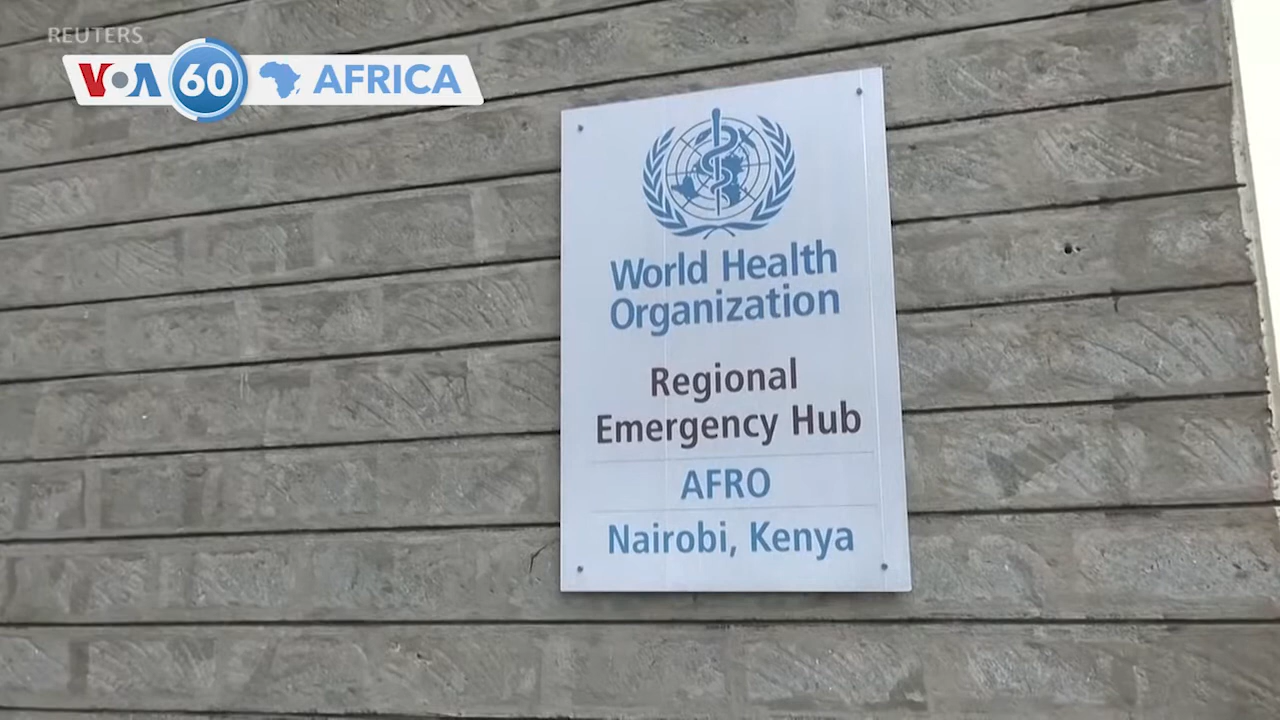 REUTERS
VOA 60 AFRICA
World Health
Organization
Regional
Emergency Hub
AFRO
Nairobi, Kenya